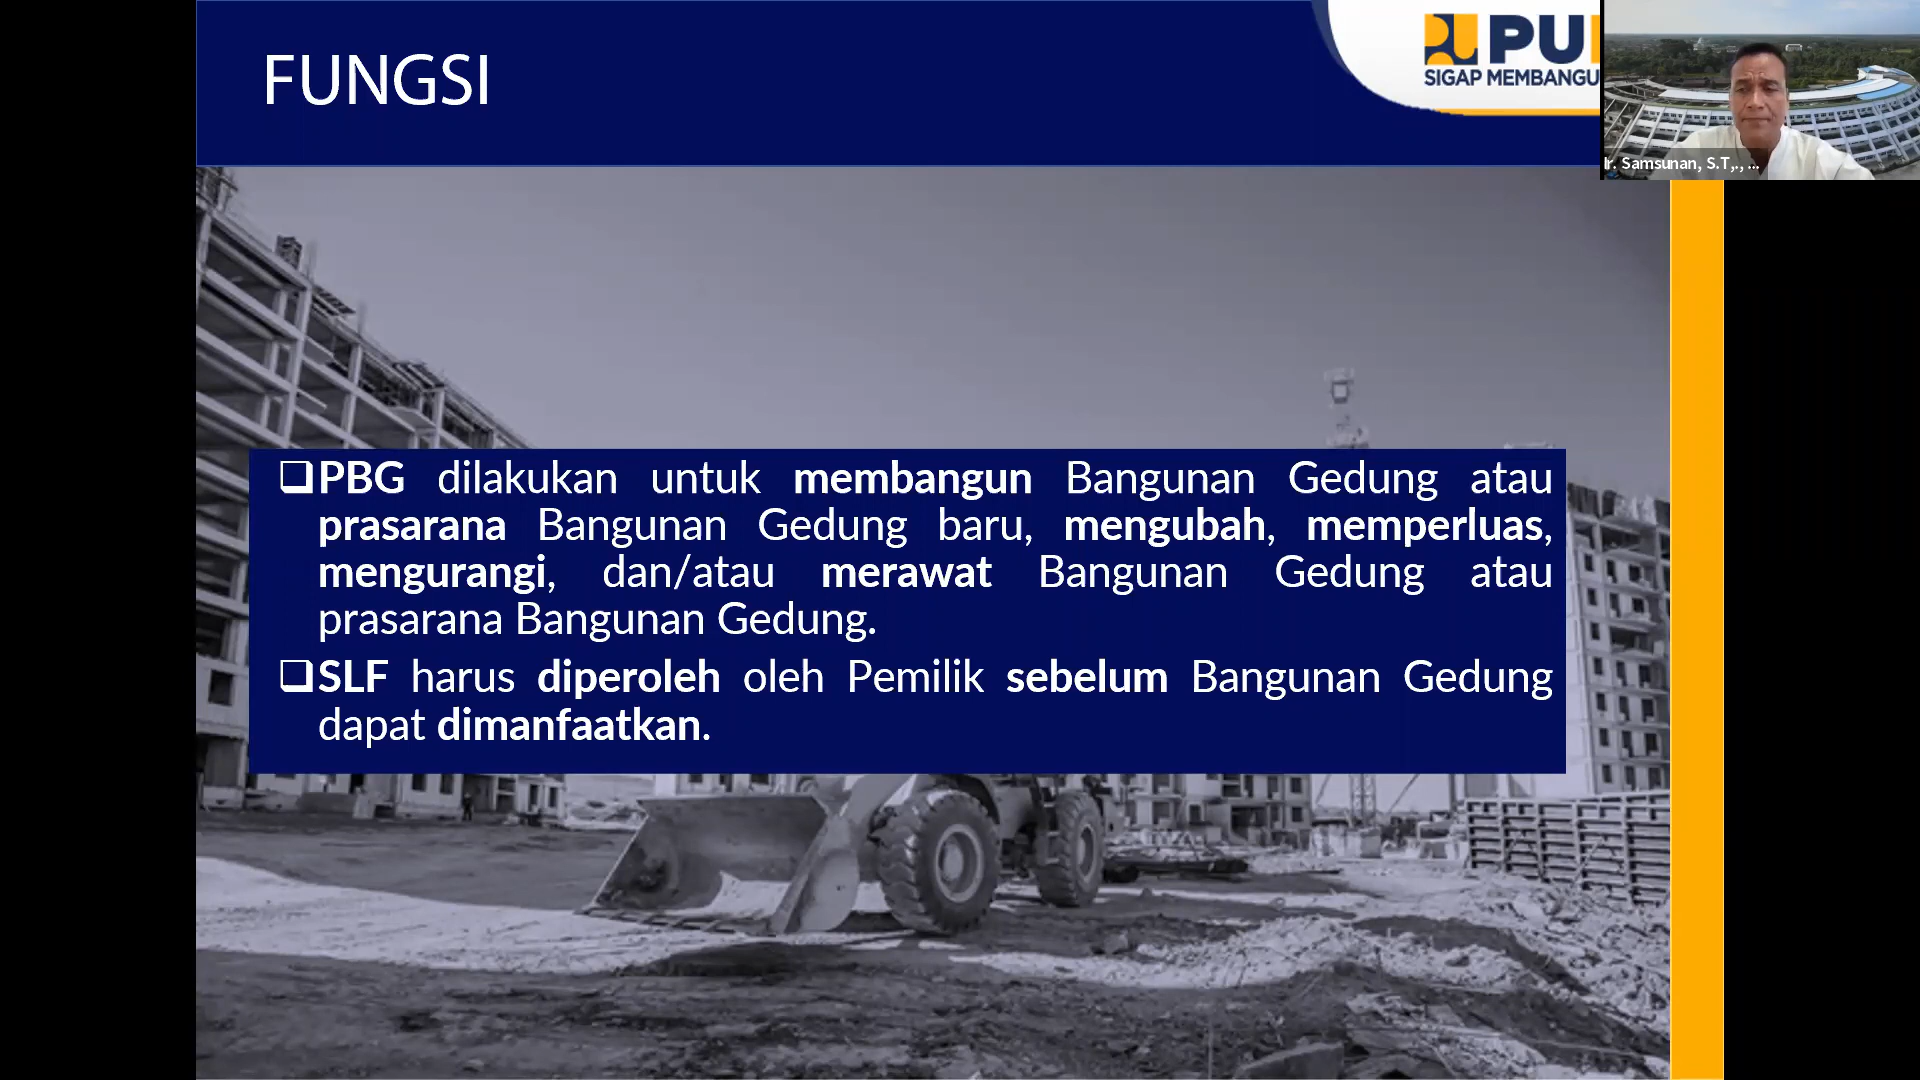 FUNGSI
PU
SIGAP MEMBANGU
Ir. Samsunan, S.T,., ...
❑PBG dilakukan untuk membangun Bangunan Gedung atau
prasarana Bangunan Gedung baru, mengubah, memperluas,
mengurangi, dan/atau merawat Bangunan Gedung atau
prasarana Bangunan Gedung.
❑SLF harus diperoleh oleh Pemilik sebelum Bangunan Gedung
dapat dimanfaatkan.